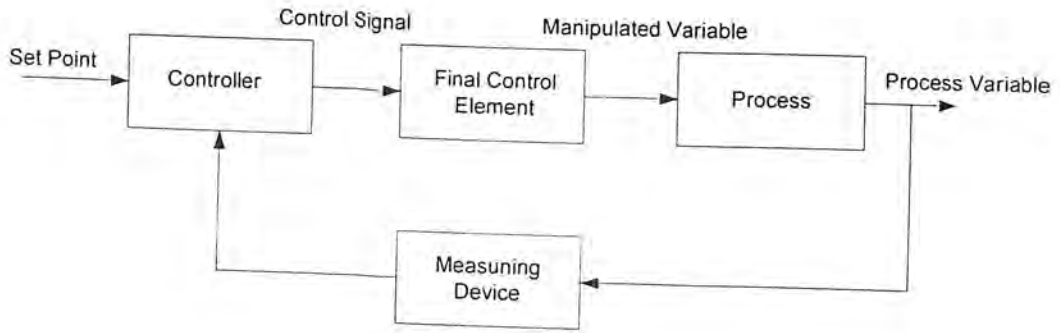 Control Signal
Manipulated Variable
Set Point
Controller
Final Control
Element
Process
Process Variable
Measuning
Device